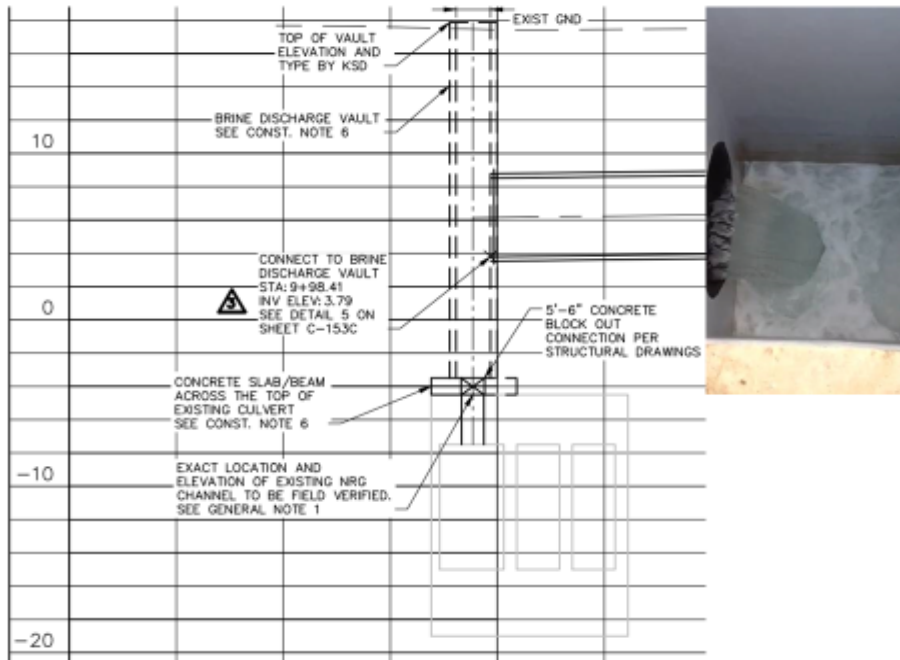 EXIST GND
TOP OF VAULT
ELEVATION AND
TYPE BY KSD
BRINE DISCHARGE VAULT
SEE CONST. NOTE 6
10
CONNECT TO BRINE
DISCHARGE VAULT
STA: 9+98.41
INV ELEV: 3.79
SEE DETAIL 5 ON
SHEET C-153C
3
0
5'-6" CONCRETE
BLOCK OUT
CONNECTION PER
STRUCTURAL DRAWINGS
CONCRETE SLAB/BEAM
ACROSS THE TOP OF
EXISTING CULVERT
SEE CONST. NOTE 6
-10
EXACT LOCATION AND
ELEVATION OF EXISTING NRG
CHANNEL TO BE FIELD VERIFIED.
SEE GENERAL NOTE 1
-20